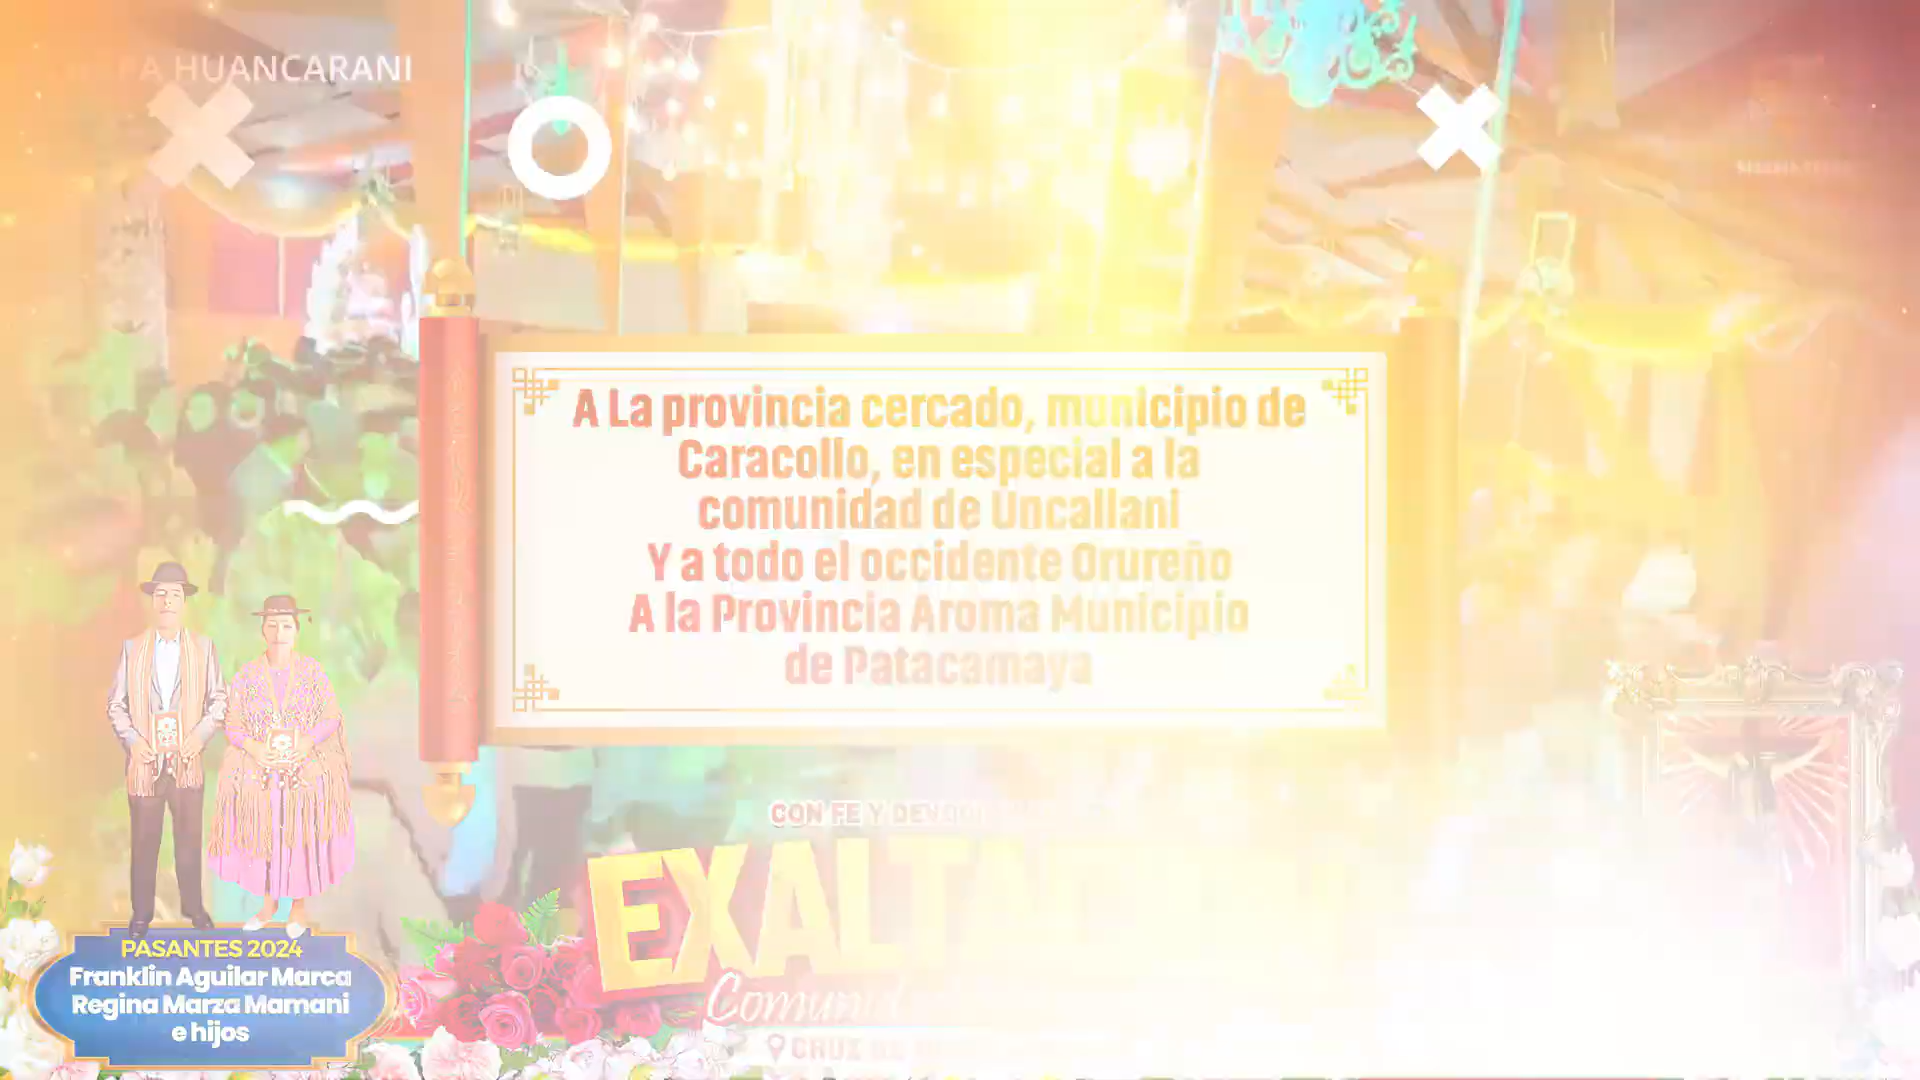 HUANCARANI
A La provincia cercado, municipio de
Caracollo, en especial a la
comunidad de Uncallani
Y a todo el occidente Orureño
A la Provincia Aroma Municipio
de Patacamaya
CON FE Y
PASANTES 2024
Franklin Aguilar Marca
Regina Marza Mamani
e hijos